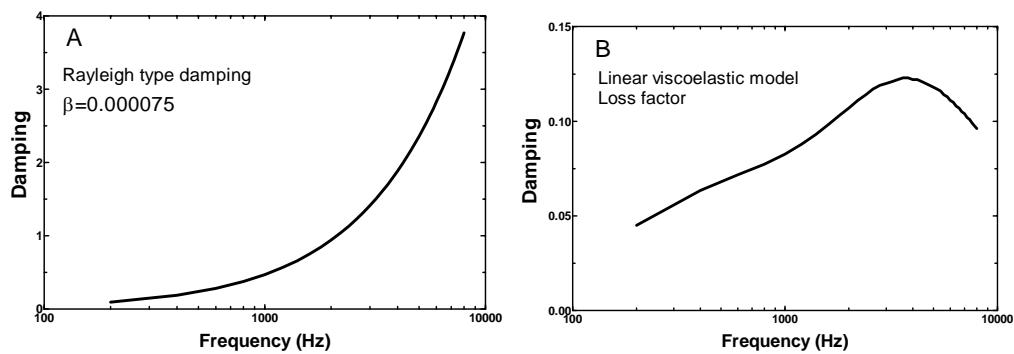 A
Rayleigh type damping
β=0.000075
Damping
4
3
2
1
0
100
1000
10000
Frequency (Hz)
B
Linear viscoelastic model
Loss factor
Damping
0.15
0.10
0.05
0.00
100
1000
10000
Frequency (Hz)